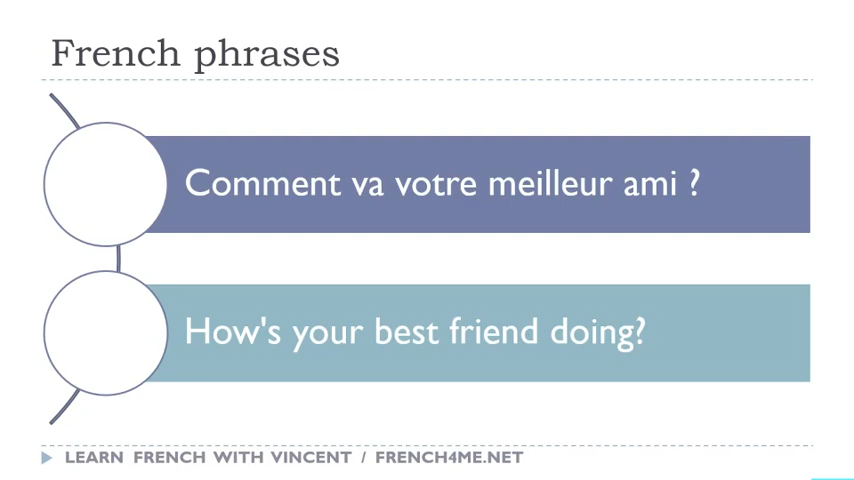 French phrases
Comment va votre meilleur ami ?
How's your best friend doing?
LEARN FRENCH WITH VINCENT / FRENCH4ME.NET